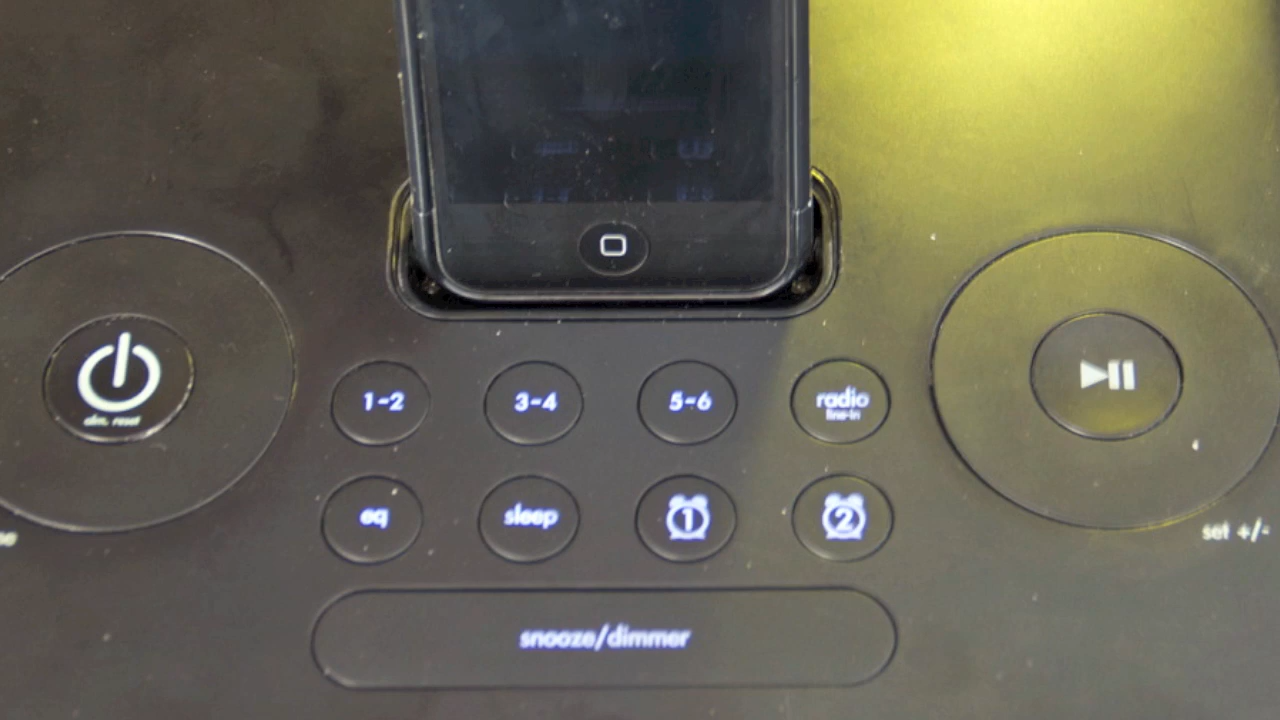 alm. reset
1-2
3-4
5-6
radio
line-in
eq
sleep
1
2
set +/-
snooze/dimmer